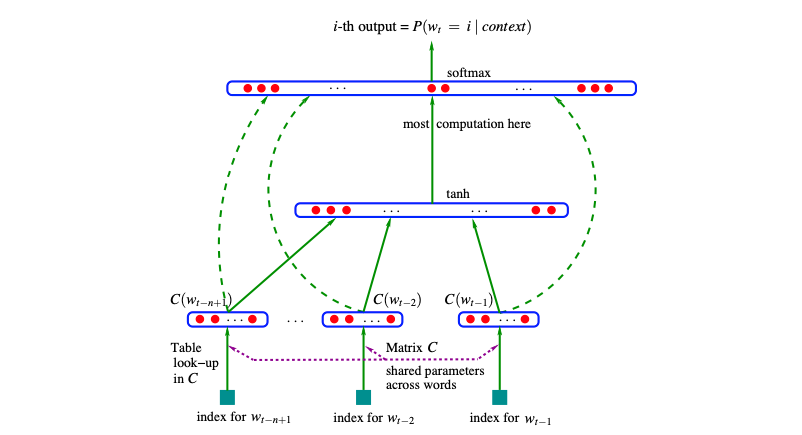 i-th output = P(w_t = i | context)
softmax
... ...
most computation here
tanh
... ...
C(w_{t−n+1}) C(w_{t−2}) C(w_{t−1})
... ... ... ...
Table Matrix C
look−up shared parameters
in C across words
index for w_{t−n+1} index for w_{t−2} index for w_{t−1}